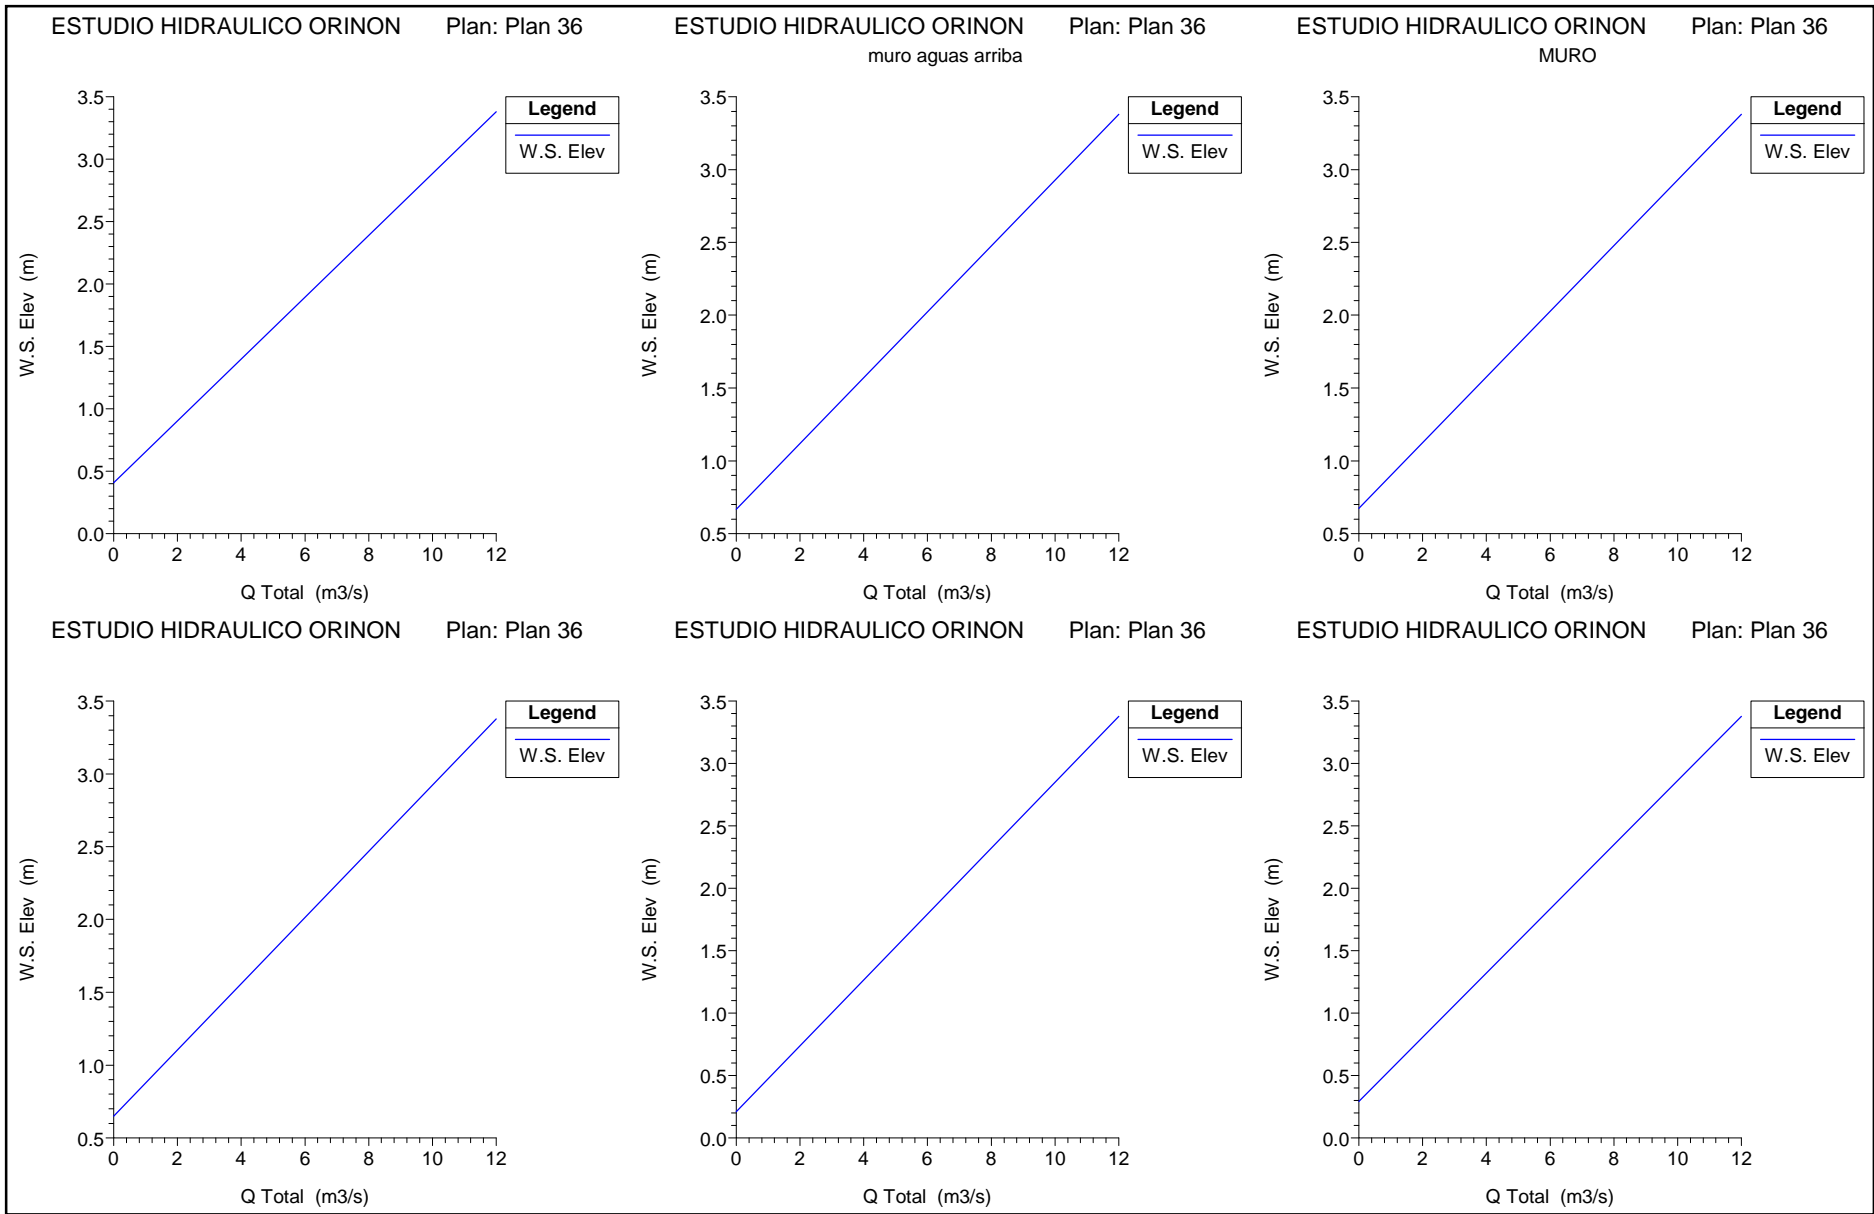 ESTUDIO HIDRAULICO ORINON Plan: Plan 36
3.5
3.0
2.5
2.0
1.5
1.0
0.5
0.0
0 2 4 6 8 10 12
W.S. Elev (m)
Q Total (m3/s)
Legend
W.S. Elev
ESTUDIO HIDRAULICO ORINON Plan: Plan 36
muro aguas arriba
3.5
3.0
2.5
2.0
1.5
1.0
0.5
0 2 4 6 8 10 12
W.S. Elev (m)
Q Total (m3/s)
Legend
W.S. Elev
ESTUDIO HIDRAULICO ORINON Plan: Plan 36
MURO
3.5
3.0
2.5
2.0
1.5
1.0
0.5
0 2 4 6 8 10 12
W.S. Elev (m)
Q Total (m3/s)
Legend
W.S. Elev
ESTUDIO HIDRAULICO ORINON Plan: Plan 36
3.5
3.0
2.5
2.0
1.5
1.0
0.5
0 2 4 6 8 10 12
W.S. Elev (m)
Q Total (m3/s)
Legend
W.S. Elev
ESTUDIO HIDRAULICO ORINON Plan: Plan 36
3.5
3.0
2.5
2.0
1.5
1.0
0.5
0.0
0 2 4 6 8 10 12
W.S. Elev (m)
Q Total (m3/s)
Legend
W.S. Elev
ESTUDIO HIDRAULICO ORINON Plan: Plan 36
3.5
3.0
2.5
2.0
1.5
1.0
0.5
0.0
0 2 4 6 8 10 12
W.S. Elev (m)
Q Total (m3/s)
Legend
W.S. Elev